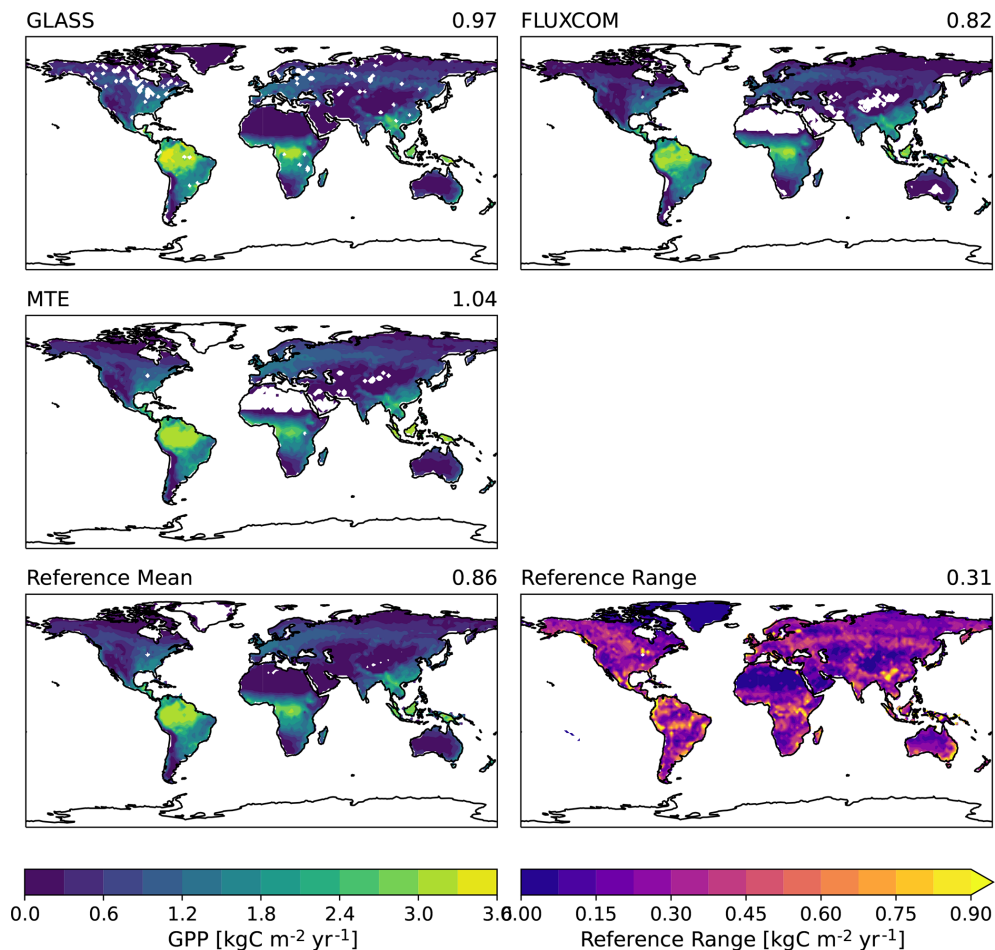 GLASS 0.97
FLUXCOM 0.82
MTE 1.04
Reference Mean 0.86
Reference Range 0.31
0.0 0.6 1.2 1.8 2.4 3.0 3.6
GPP [kgC m⁻² yr⁻¹]
0.00 0.15 0.30 0.45 0.60 0.75 0.90
Reference Range [kgC m⁻² yr⁻¹]